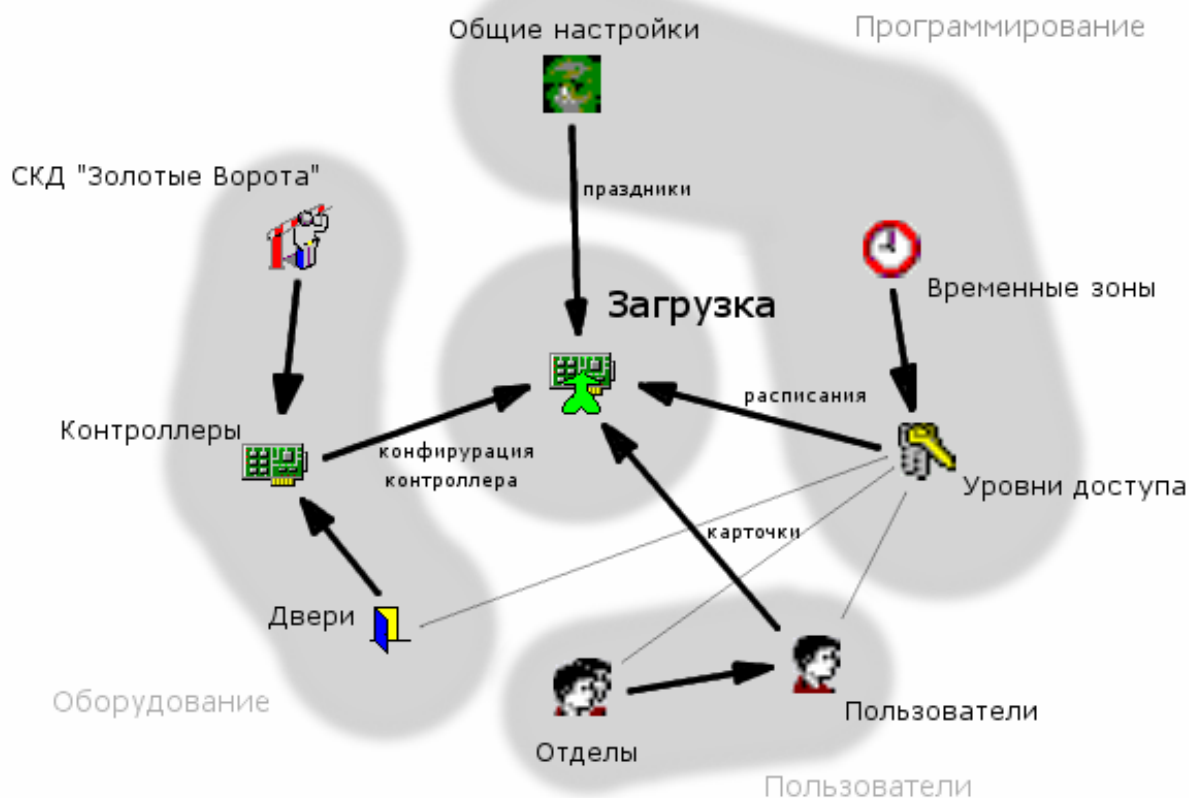 Программирование
Общие настройки
СКД "Золотые Ворота"
праздники
Временные зоны
Загрузка
расписания
Контроллеры
конфирурация
контроллера
Уровни доступа
карточки
Двери
Оборудование
Пользователи
Отделы
Пользователи